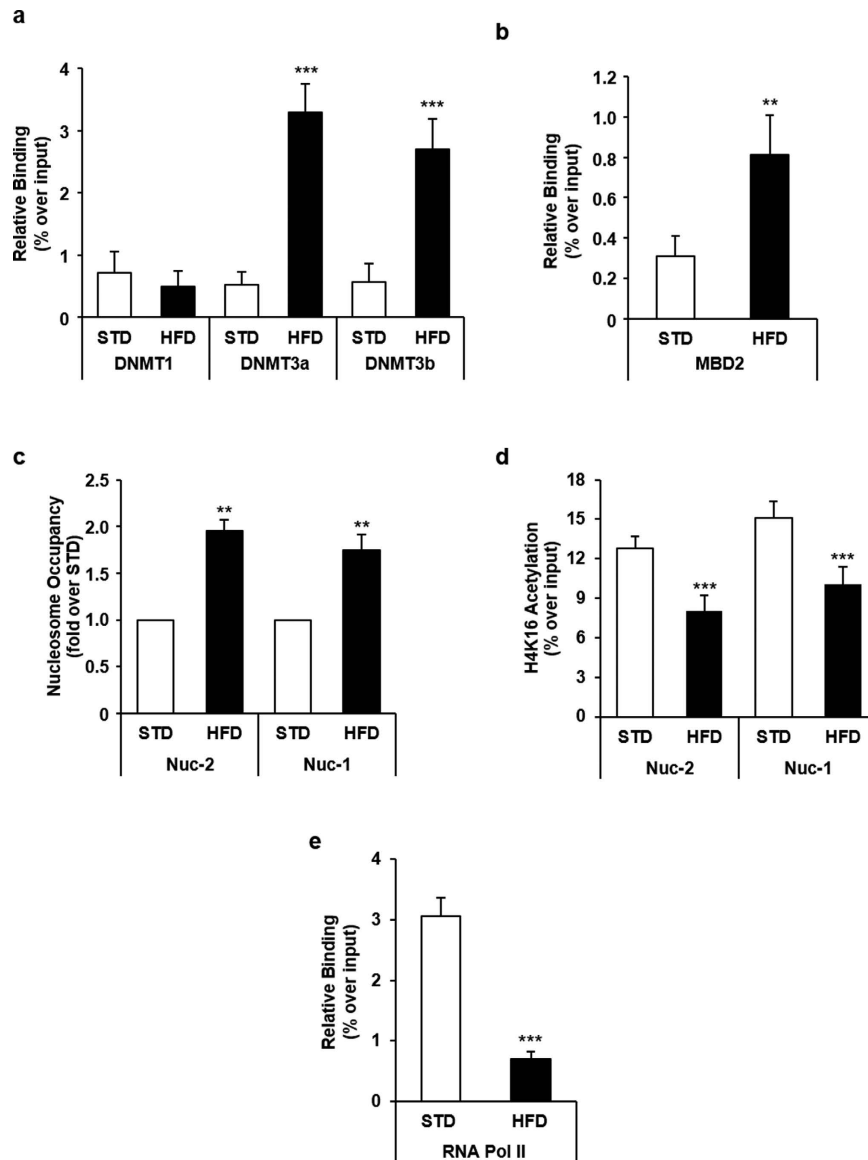 a
Relative Binding
(% over input)
4
3
2
1
0
***
***
STD HFD STD HFD STD HFD
DNMT1 DNMT3a DNMT3b
b
Relative Binding
(% over input)
1.2
1.0
0.8
0.6
0.4
0.2
0
**
STD HFD
MBD2
c
Nucleosome Occupancy
(fold over STD)
2.5
2.0
1.5
1.0
0.5
0
**
**
STD HFD STD HFD
Nuc-2 Nuc-1
d
H4K16 Acetylation
(% over input)
18
15
12
9
6
3
0
***
***
STD HFD STD HFD
Nuc-2 Nuc-1
e
Relative Binding
(% over input)
4
3
2
1
0
***
STD HFD
RNA Pol II